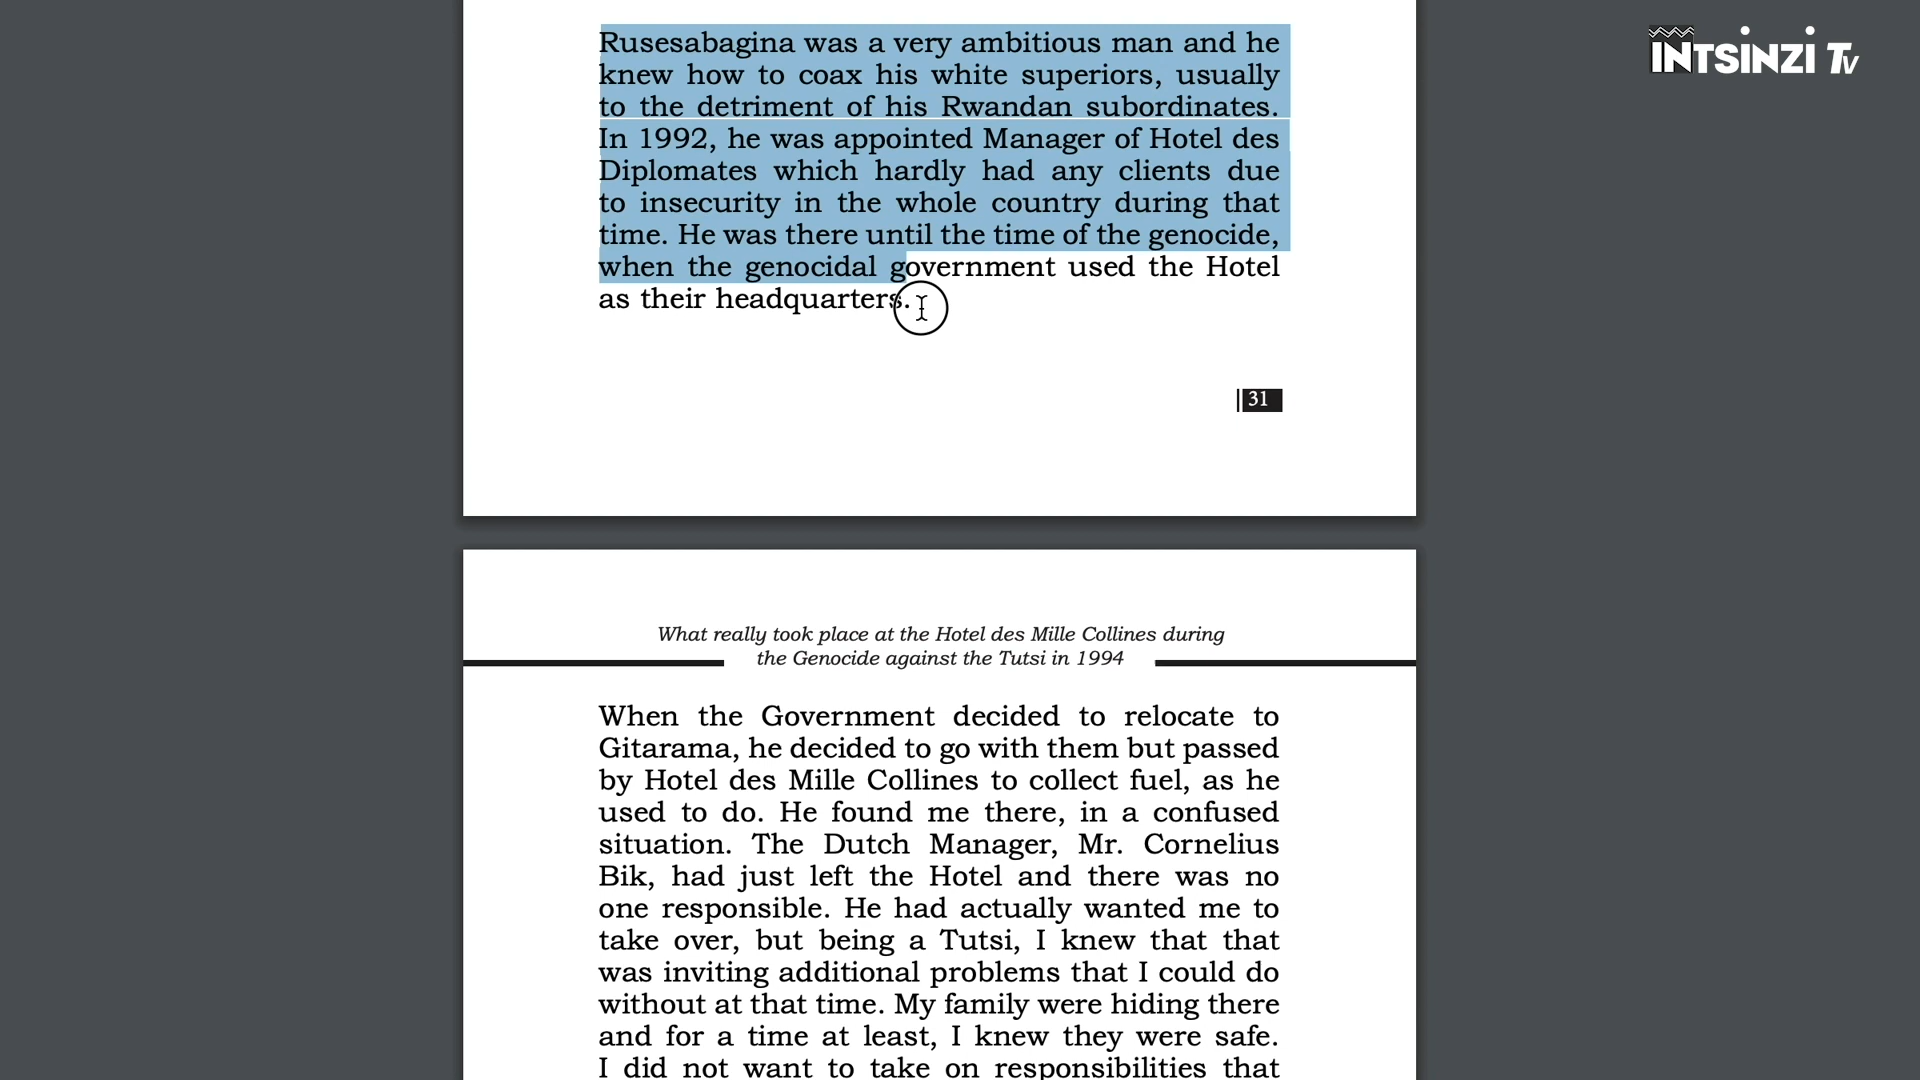 INTSINZI Tv
Rusesabagina was a very ambitious man and he
knew how to coax his white superiors, usually
to the detriment of his Rwandan subordinates.
In 1992, he was appointed Manager of Hotel des
Diplomates which hardly had any clients due
to insecurity in the whole country during that
time. He was there until the time of the genocide,
when the genocidal government used the Hotel
as their headquarters.
31
What really took place at the Hotel des Mille Collines during
the Genocide against the Tutsi in 1994
When the Government decided to relocate to
Gitarama, he decided to go with them but passed
by Hotel des Mille Collines to collect fuel, as he
used to do. He found me there, in a confused
situation. The Dutch Manager, Mr. Cornelius
Bik, had just left the Hotel and there was no
one responsible. He had actually wanted me to
take over, but being a Tutsi, I knew that that
was inviting additional problems that I could do
without at that time. My family were hiding there
and for a time at least, I knew they were safe.
I did not want to take on responsibilities that